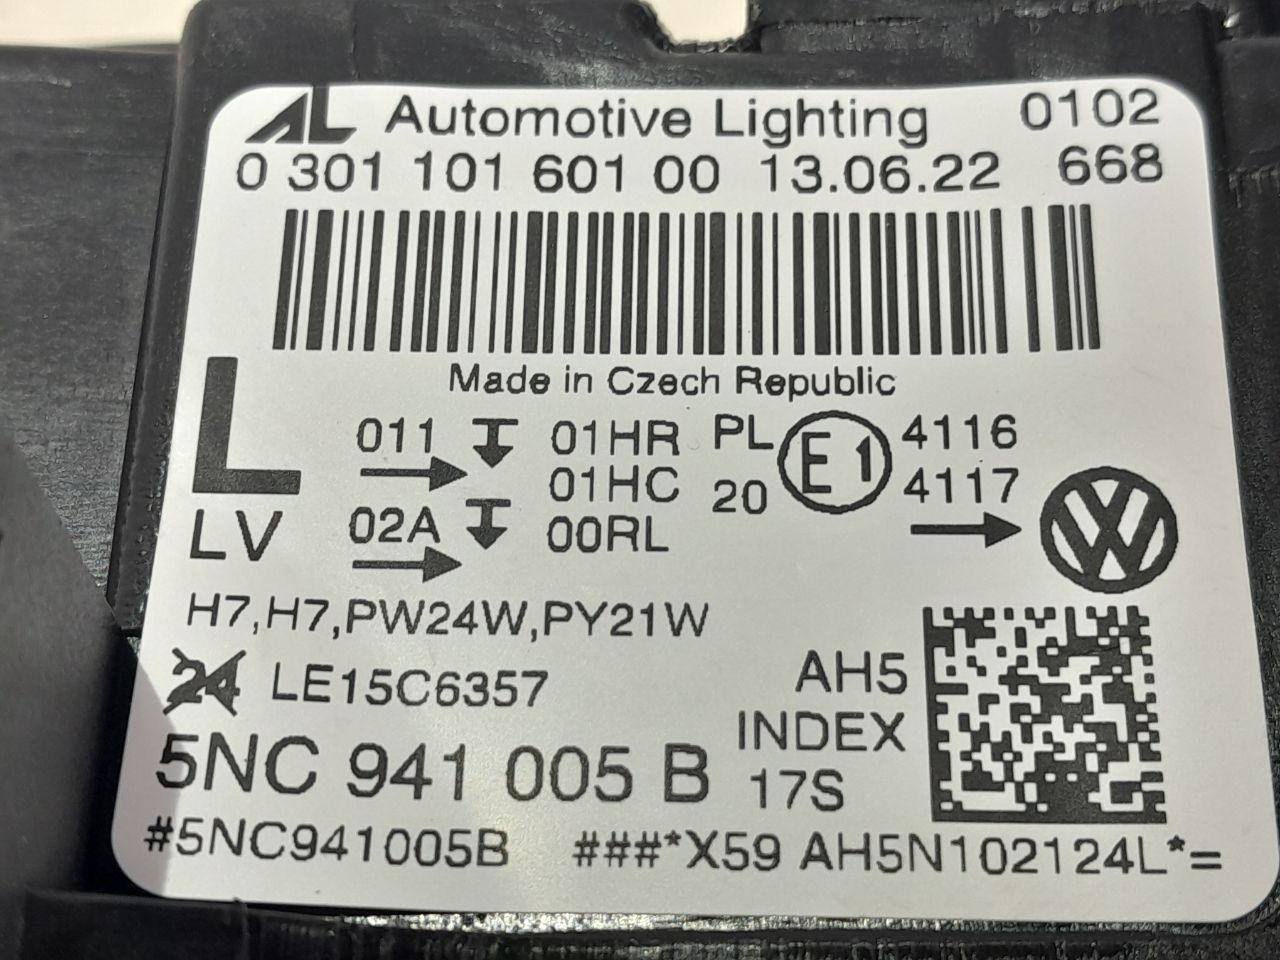 AL Automotive Lighting 0102
0 301 101 601 00 13.06.22 668
Made in Czech Republic
L 011 01HR PL E1 4116
01HC 20 4117
LV 02A 00RL VW
H7,H7,PW24W,PY21W
24 LE15C6357 AH5
INDEX
5NC 941 005 B 17S
#5NC941005B ###*X59 AH5N102124L*=